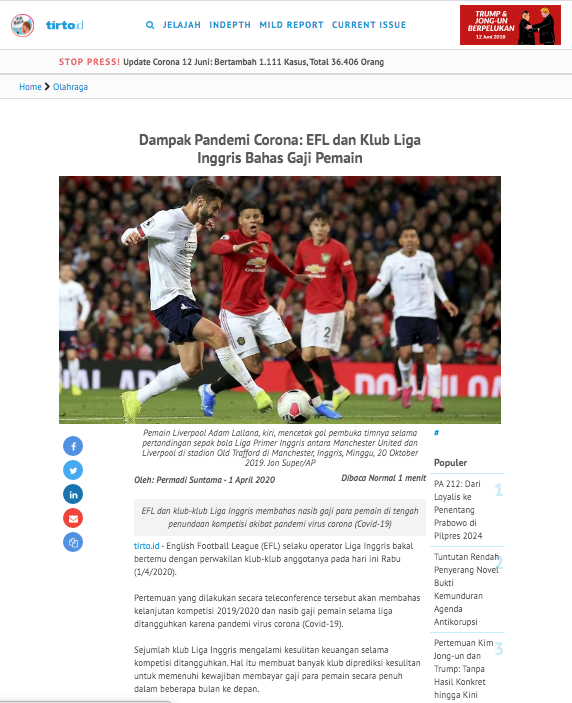 tirto.id
JELAJAH INDEPTH MILD REPORT CURRENT ISSUE
TRUMP &
JONG-UN
BERPELUKAN
12 Juni 2018
STOP PRESS! Update Corona 12 Juni: Bertambah 1.111 Kasus, Total 36.406 Orang
Home Olahraga
Dampak Pandemi Corona: EFL dan Klub Liga
Inggris Bahas Gaji Pemain
CHEVROLET
2
Pemain Liverpool Adam Lallana, kiri, mencetak gol pembuka timnya selama
pertandingan sepak bola Liga Primer Inggris antara Manchester United dan
Liverpool di stadion Old Trafford di Manchester, Inggris, Minggu, 20 Oktober
2019. Jon Super/AP
Oleh: Permadi Suntama - 1 April 2020
Dibaca Normal 1 menit
EFL dan klub-klub Liga Inggris membahas nasib gaji para pemain di tengah
penundaan kompetisi akibat pandemi virus corona (Covid-19)
tirto.id - English Football League (EFL) selaku operator Liga Inggris bakal
bertemu dengan perwakilan klub-klub anggotanya pada hari ini Rabu
(1/4/2020).
Pertemuan yang dilakukan secara teleconference tersebut akan membahas
kelanjutan kompetisi 2019/2020 dan nasib gaji pemain selama liga
ditangguhkan karena pandemi virus corona (Covid-19).
Sejumlah klub Liga Inggris mengalami kesulitan keuangan selama
kompetisi ditangguhkan. Hal itu membuat banyak klub diprediksi kesulitan
untuk memenuhi kewajiban membayar gaji para pemain secara penuh
dalam beberapa bulan ke depan.
#
Populer
1
PA 212: Dari
Loyalis ke
Penentang
Prabowo di
Pilpres 2024
2
Tuntutan Rendah
Penyerang Novel
Bukti
Kemunduran
Agenda
Antikorupsi
3
Pertemuan Kim
Jong-un dan
Trump: Tanpa
Hasil Konkret
hingga Kini